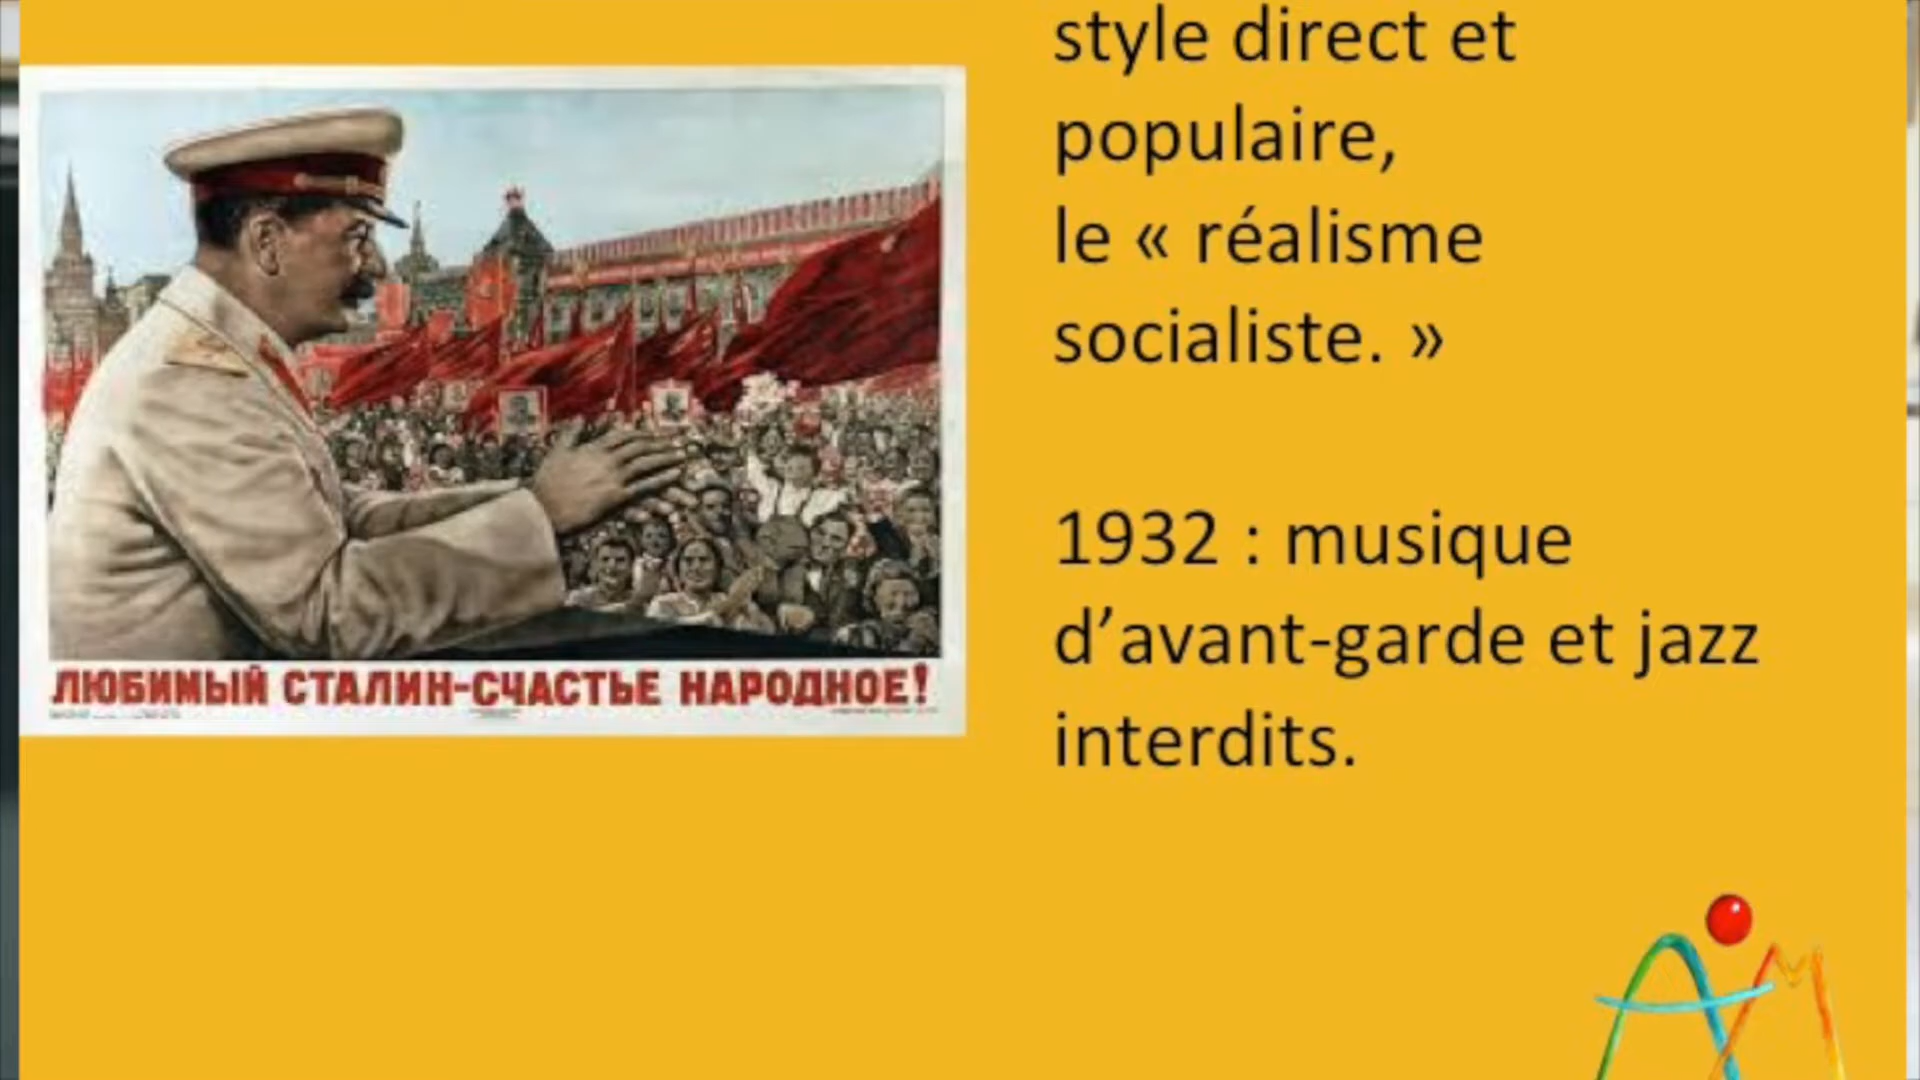 style direct et
populaire,
le « réalisme
socialiste. »
1932 : musique
d’avant-garde et jazz
interdits.
ЛЮБИМЫЙ СТАЛИН-СЧАСТЬЕ НАРОДНОЕ!